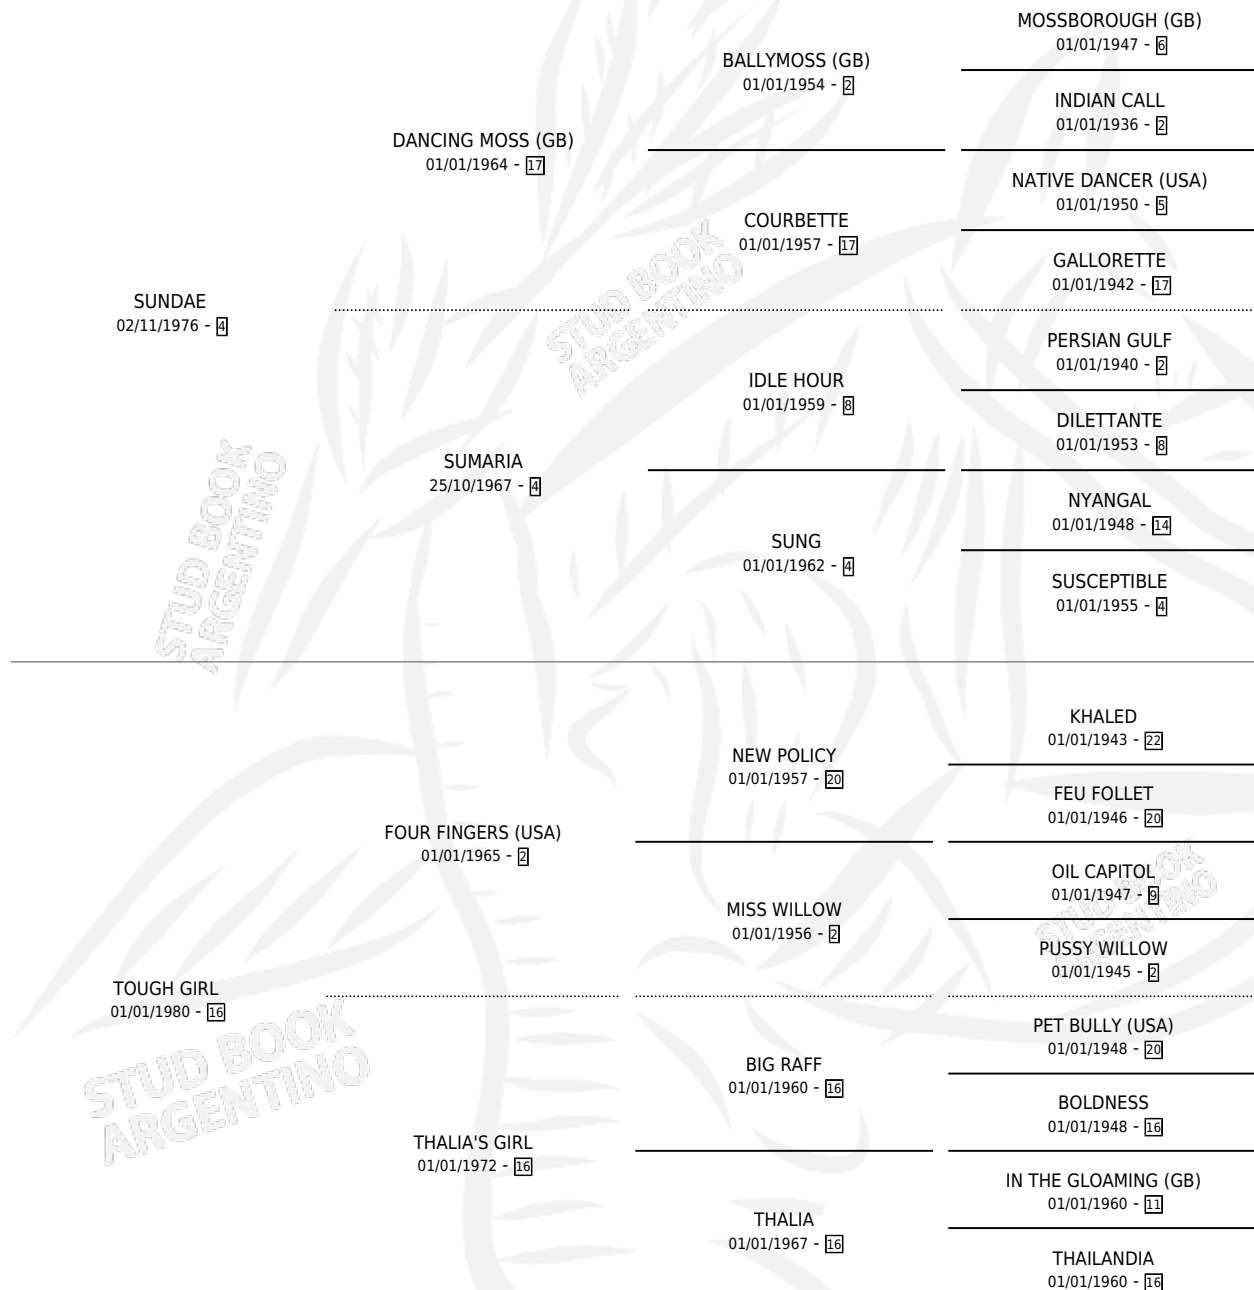 MOSSBOROUGH (GB)
01/01/1947 - 6
BALLYMOSS (GB)
01/01/1954 - 2
INDIAN CALL
01/01/1936 - 2
DANCING MOSS (GB)
01/01/1964 - 17
NATIVE DANCER (USA)
01/01/1950 - 5
COURBETTE
01/01/1957 - 17
GALLORETTE
01/01/1942 - 17
SUNDAE
02/11/1976 - 4
PERSIAN GULF
01/01/1940 - 2
IDLE HOUR
01/01/1959 - 8
DILETTANTE
01/01/1953 - 8
SUMARIA
25/10/1967 - 4
NYANGAL
01/01/1948 - 14
SUNG
01/01/1962 - 4
SUSCEPTIBLE
01/01/1955 - 4
KHALED
01/01/1943 - 22
NEW POLICY
01/01/1957 - 20
FEU FOLLET
01/01/1946 - 20
FOUR FINGERS (USA)
01/01/1965 - 2
OIL CAPITOL
01/01/1947 - 9
MISS WILLOW
01/01/1956 - 2
PUSSY WILLOW
01/01/1945 - 2
TOUGH GIRL
01/01/1980 - 16
PET BULLY (USA)
01/01/1948 - 20
BIG RAFF
01/01/1960 - 16
BOLDNESS
01/01/1948 - 16
THALIA'S GIRL
01/01/1972 - 16
IN THE GLOAMING (GB)
01/01/1960 - 11
THALIA
01/01/1967 - 16
THAILANDIA
01/01/1960 - 16
STUD BOOK
ARGENTINO
STUD BOOK
ARGENTINO
STUD BOOK
ARGENTINO
STUD BOOK
ARGENTINO